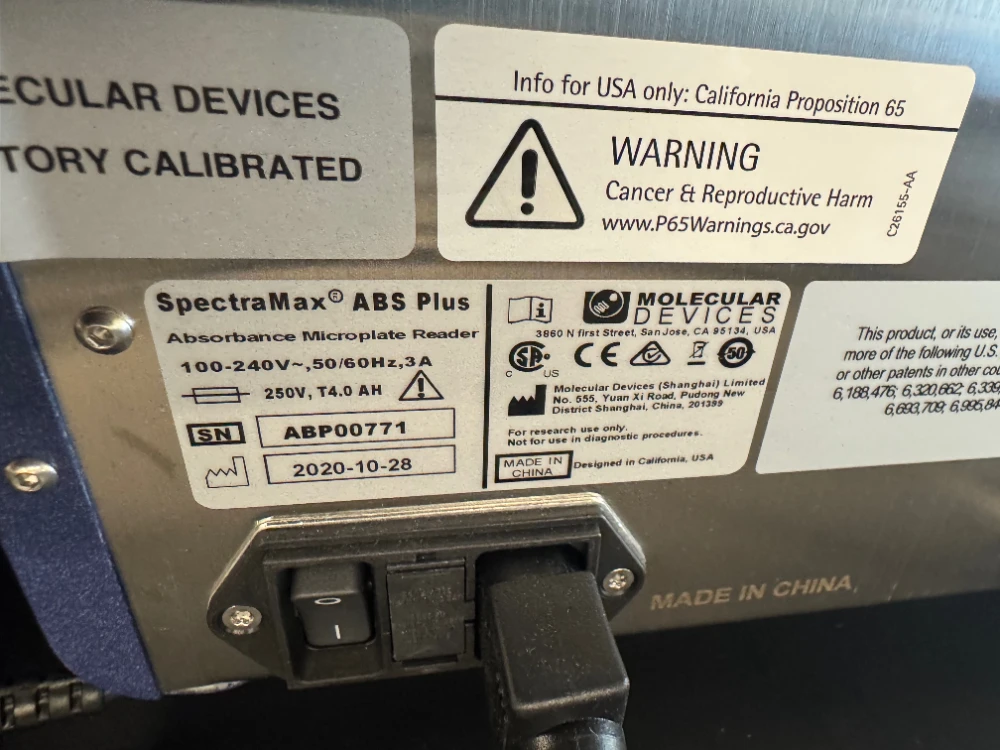 ECULAR DEVICES
TORY CALIBRATED
Info for USA only: California Proposition 65
WARNING
Cancer & Reproductive Harm
www.P65Warnings.ca.gov
C26155-AA
SpectraMax® ABS Plus
Absorbance Microplate Reader
100-240V~,50/60Hz,3A
250V, T4.0 AH
SN ABP00771
2020-10-28
MOLECULAR
DEVICES
3860 N first Street, San Jose, CA 95134, USA
C US
CE
50
Molecular Devices (Shanghai) Limited
No. 555, Yuan Xi Road, Pudong New
District Shanghai, China, 201399
For research use only.
Not for use in diagnostic procedures.
MADE IN
CHINA
Designed in California, USA
This product, or its use,
more of the following U.S.
or other patents in other cou
6,188,476; 6,320,662; 6,339,
6,693,709; 6,995,84
MADE IN CHINA